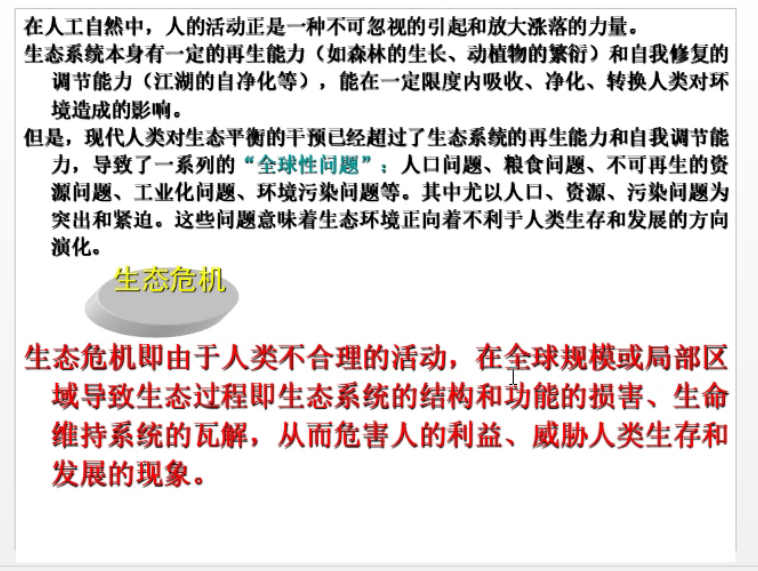 在人工自然中，人的活动正是一种不可忽视的引起和放大涨落的力量。
生态系统本身有一定的再生能力（如森林的生长、动植物的繁衍）和自我修复的
调节能力（江湖的自净化等），能在一定限度内吸收、净化、转换人类对环
境造成的影响。
但是，现代人类对生态平衡的干预已经超过了生态系统的再生能力和自我调节能
力，导致了一系列的“全球性问题”：人口问题、粮食问题、不可再生的资
源问题、工业化问题、环境污染问题等。其中尤以人口、资源、污染问题为
突出和紧迫。这些问题意味着生态环境正向着不利于人类生存和发展的方向
演化。
生态危机
生态危机即由于人类不合理的活动，在全球规模或局部区
域导致生态过程即生态系统的结构和功能的损害、生命
维持系统的瓦解，从而危害人的利益、威胁人类生存和
发展的现象。